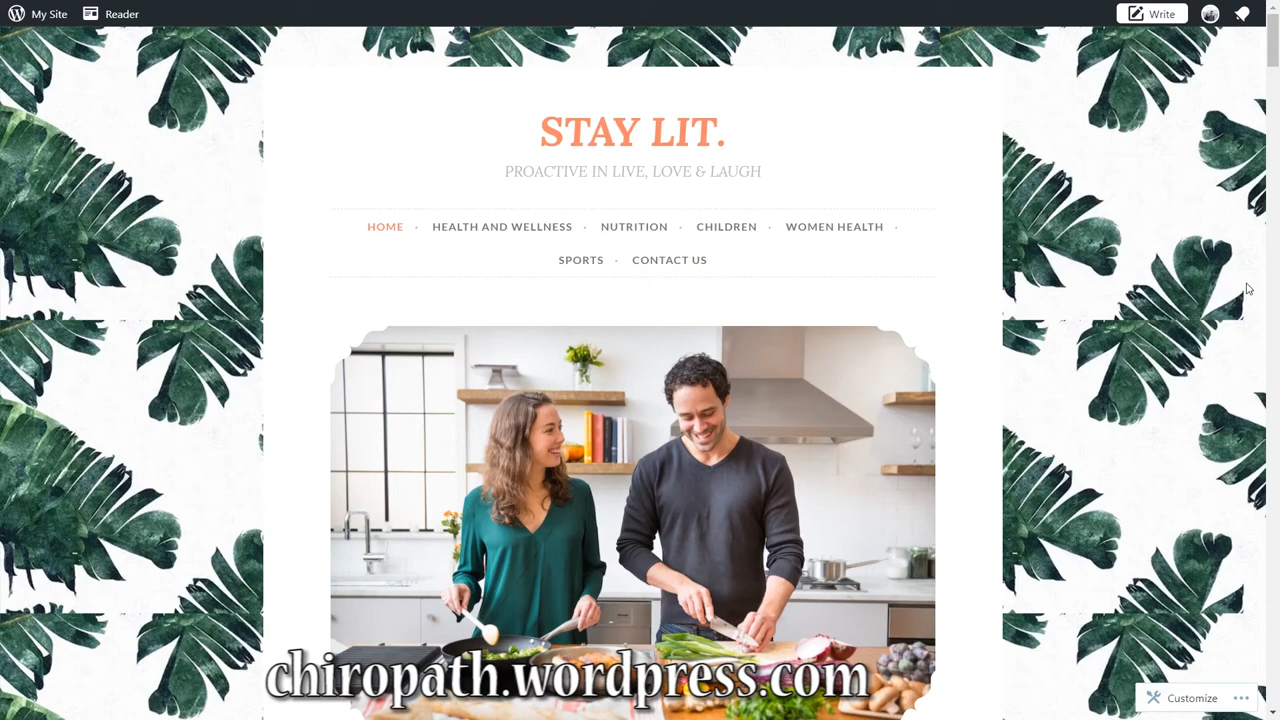 My Site
Reader
Write
STAY LIT.
PROACTIVE IN LIVE, LOVE & LAUGH
HOME · HEALTH AND WELLNESS · NUTRITION · CHILDREN · WOMEN HEALTH ·
SPORTS · CONTACT US
chiropath.wordpress.com
Customize